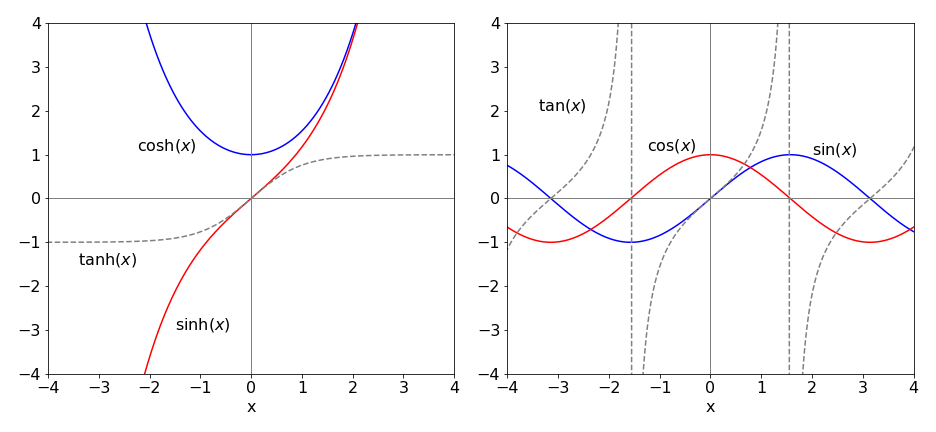 4
3
2
1
0
−1
−2
−3
−4
−4 −3 −2 −1 0 1 2 3 4
x
cosh(x)
tanh(x)
sinh(x)
4
3
2
1
0
−1
−2
−3
−4
−4 −3 −2 −1 0 1 2 3 4
x
tan(x)
cos(x)
sin(x)